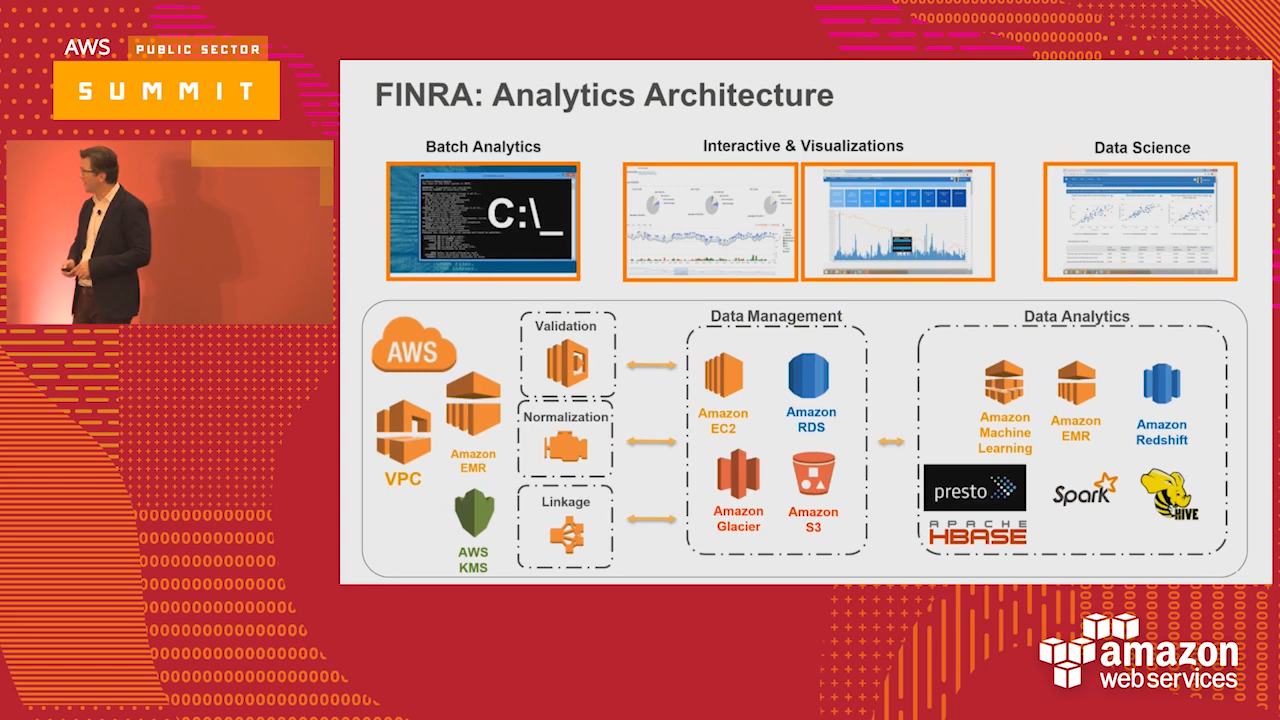 AWS PUBLIC SECTOR
SUMMIT
FINRA: Analytics Architecture
Batch Analytics
Interactive & Visualizations
Data Science
C:\_
AWS
VPC
Amazon
EMR
AWS
KMS
Validation
Normalization
Linkage
Data Management
Amazon
EC2
Amazon
RDS
Amazon
Glacier
Amazon
S3
Data Analytics
Amazon
Machine
Learning
Amazon
EMR
Amazon
Redshift
presto
Spark
HIVE
APACHE
HBASE
amazon
web services